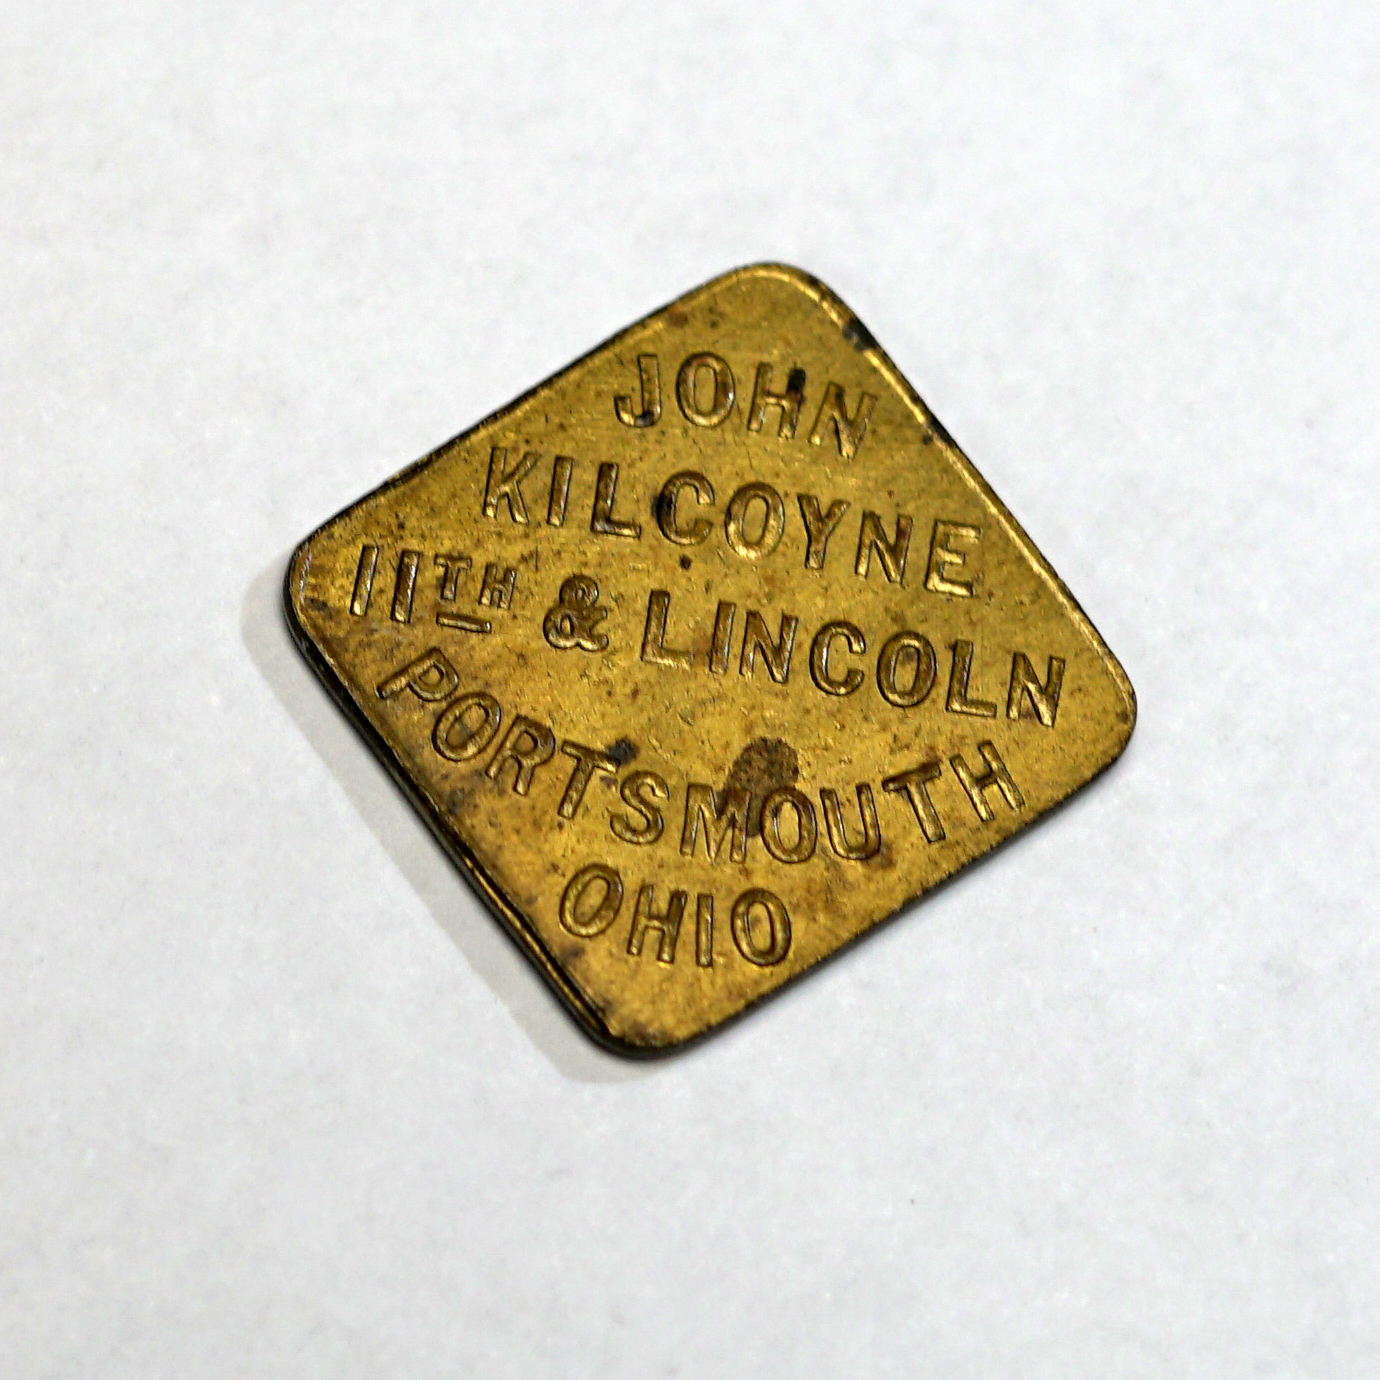 JOHN
KILCOYNE
11TH & LINCOLN
PORTSMOUTH
OHIO